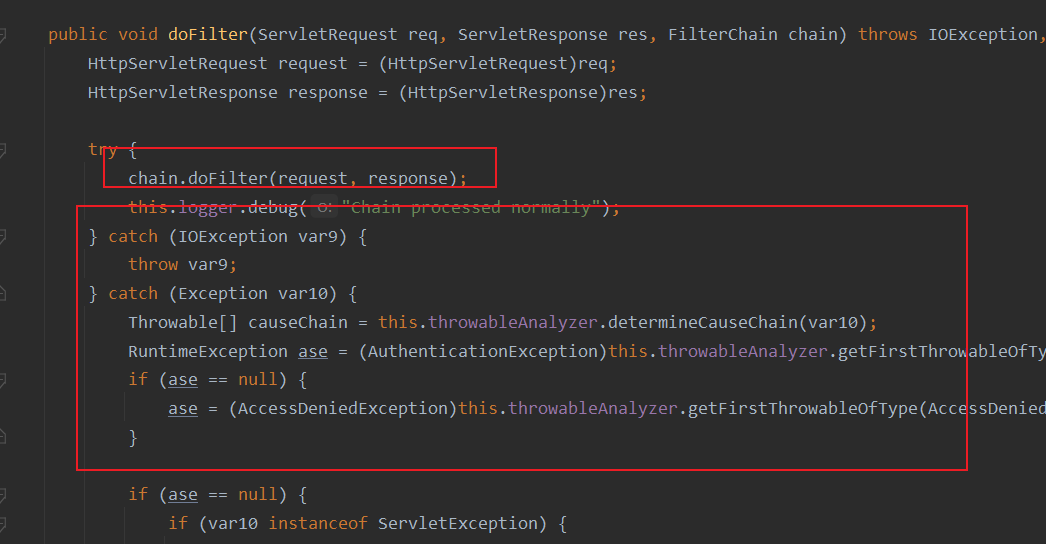 public void doFilter(ServletRequest req, ServletResponse res, FilterChain chain) throws IOException,
HttpServletRequest request = (HttpServletRequest)req;
HttpServletResponse response = (HttpServletResponse)res;
try {
chain.doFilter(request, response);
this.logger.debug( o: "Chain processed normally");
} catch (IOException var9) {
throw var9;
} catch (Exception var10) {
Throwable[] causeChain = this.throwableAnalyzer.determineCauseChain(var10);
RuntimeException ase = (AuthenticationException)this.throwableAnalyzer.getFirstThrowableOfTy
if (ase == null) {
ase = (AccessDeniedException)this.throwableAnalyzer.getFirstThrowableOfType(AccessDenied
}
if (ase == null) {
if (var10 instanceof ServletException) {